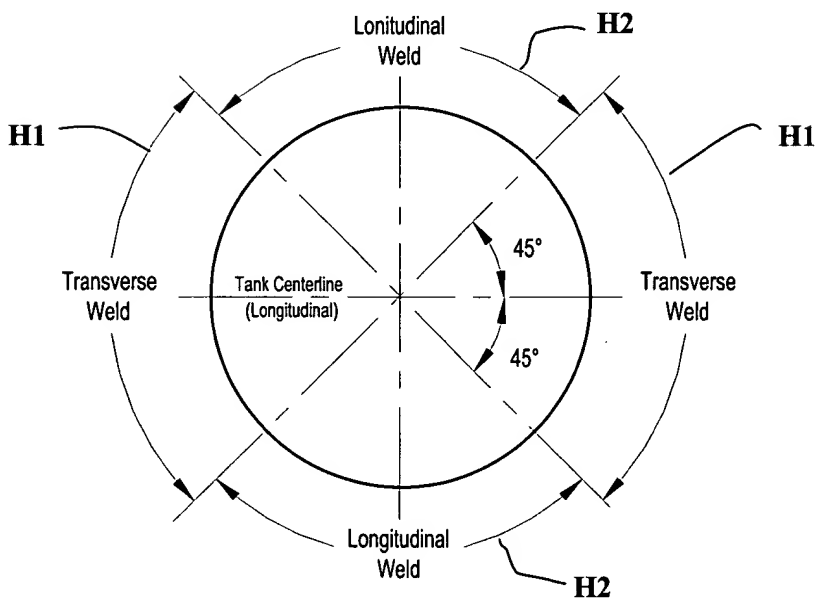 Lonitudinal
Weld
H2
H1
H1
45°
Transverse
Weld
Tank Centerline
(Longitudinal)
Transverse
Weld
45°
Longitudinal
Weld
H2